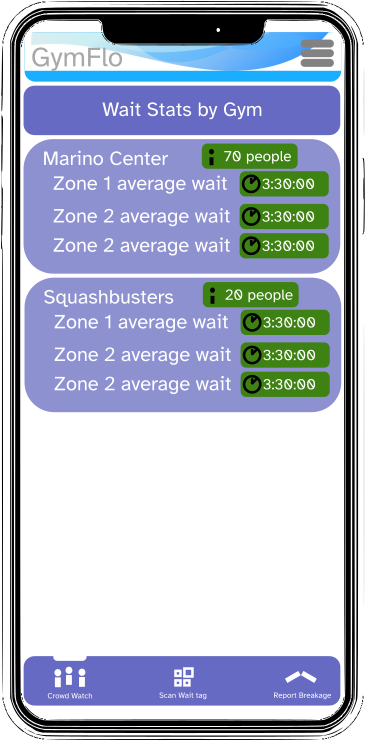 GymFlo
Wait Stats by Gym
Marino Center 70 people
Zone 1 average wait 3:30:00
Zone 2 average wait 3:30:00
Zone 2 average wait 3:30:00
Squashbusters 20 people
Zone 1 average wait 3:30:00
Zone 2 average wait 3:30:00
Zone 2 average wait 3:30:00
Crowd Watch Scan Wait tag Report Breakage